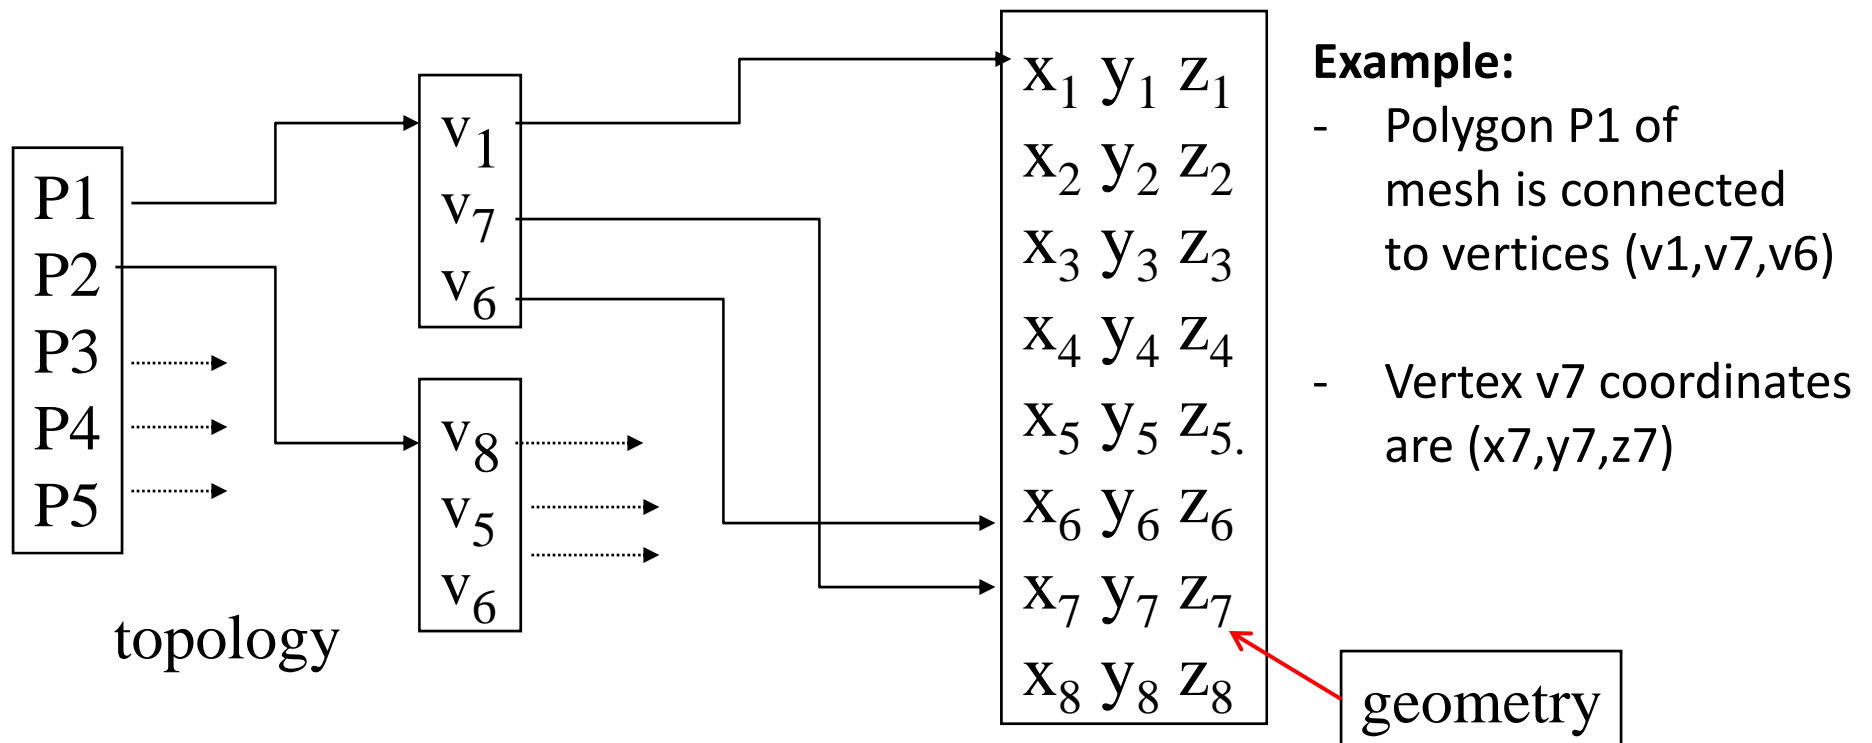 P1
P2
P3
P4
P5
topology
v₁
v₇
v₆
v₈
v₅
v₆
x₁ y₁ z₁
x₂ y₂ z₂
x₃ y₃ z₃
x₄ y₄ z₄
x₅ y₅ z₅.
x₆ y₆ z₆
x₇ y₇ z₇
x₈ y₈ z₈
geometry
Example:
- Polygon P1 of
mesh is connected
to vertices (v1,v7,v6)
- Vertex v7 coordinates
are (x7,y7,z7)